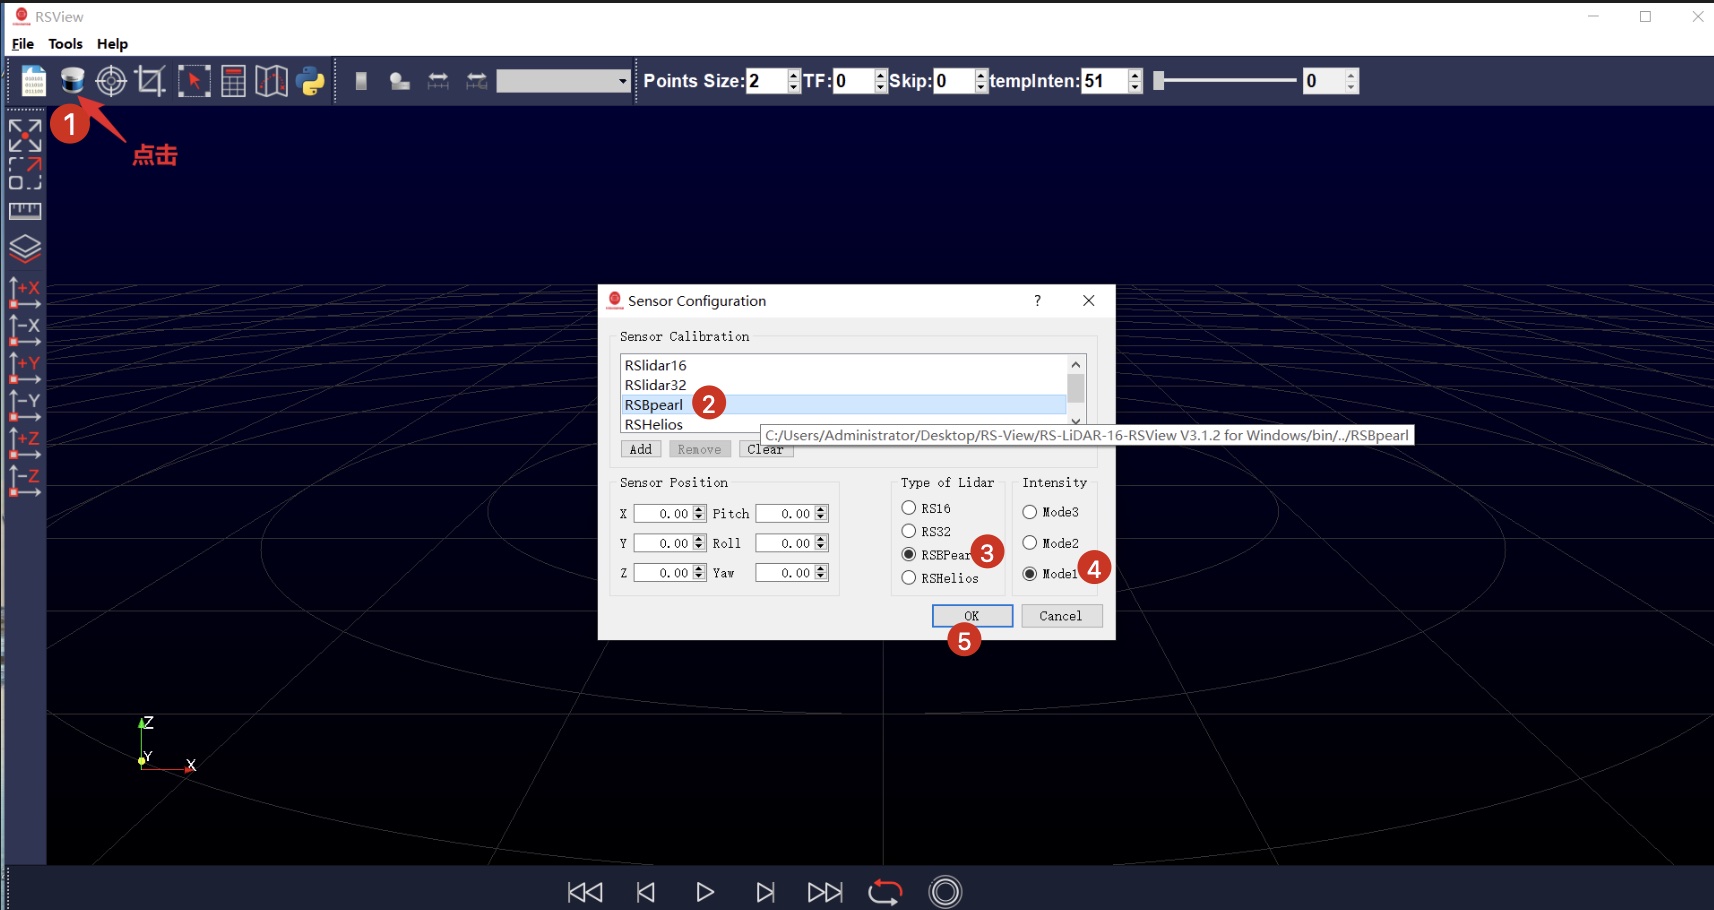 RSView
File Tools Help
Points Size: 2 TF: 0 Skip: 0 tempInten: 51 0
1
点击
+X
-X
+Y
-Y
+Z
-Z
Sensor Configuration ?
Sensor Calibration
RSlidar16
RSlidar32
RSBpearl 2
RSHelios
C:/Users/Administrator/Desktop/RS-View/RS-LiDAR-16-RSView V3.1.2 for Windows/bin/../RSBpearl
Add Remove Clear
Sensor Position
X 0.00 Pitch 0.00
Y 0.00 Roll 0.00
Z 0.00 Yaw 0.00
Type of Lidar
RS16
RS32
RSBPear 3
RSHelios
Intensity
Mode3
Mode2
Mode1 4
OK Cancel
5
Z
Y
X